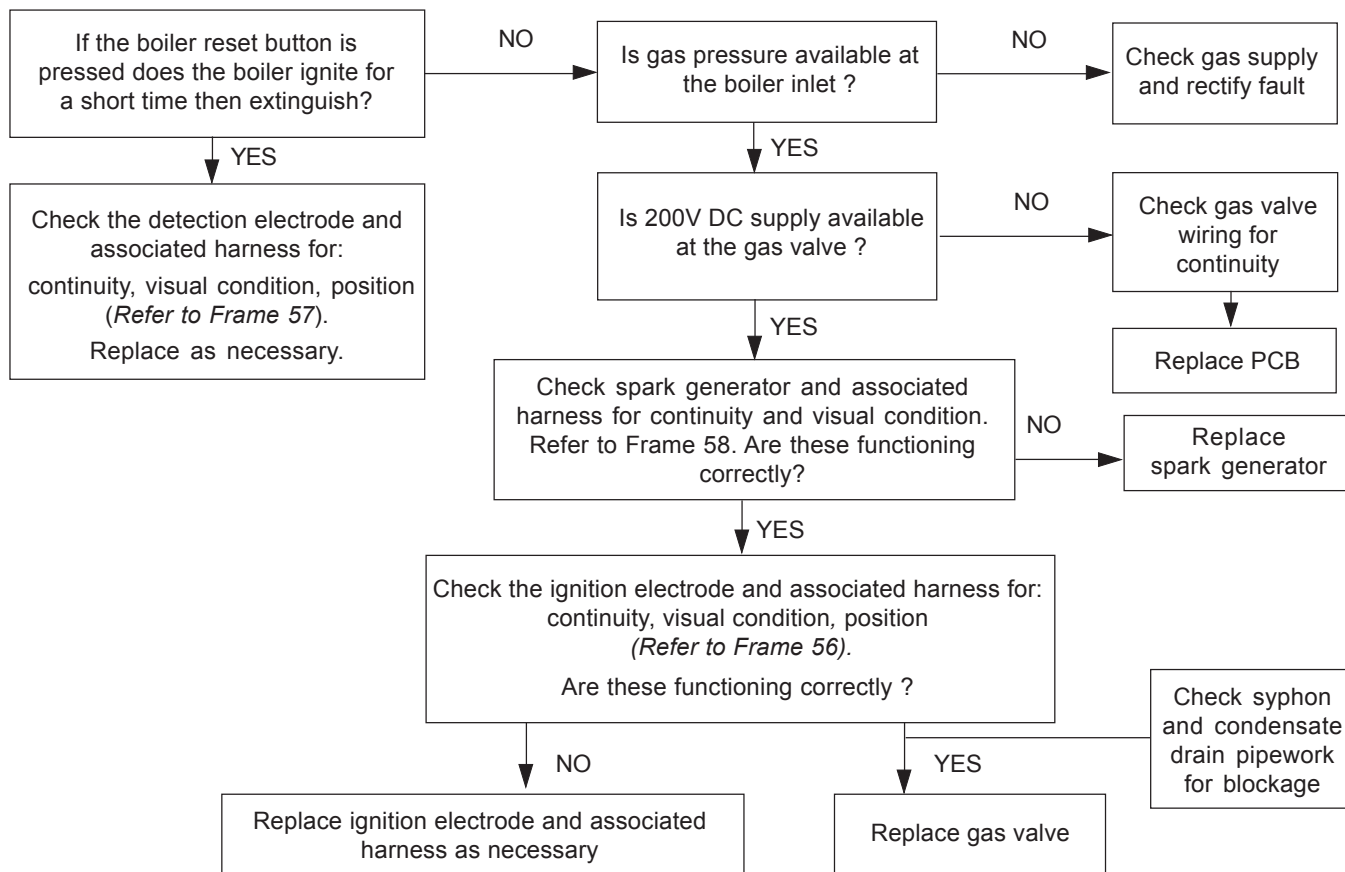 If the boiler reset button is
pressed does the boiler ignite for
a short time then extinguish?
NO
Is gas pressure available at
the boiler inlet ?
NO
Check gas supply
and rectify fault
YES
YES
Check the detection electrode and
associated harness for:
continuity, visual condition, position
(Refer to Frame 57).
Replace as necessary.
Is 200V DC supply available
at the gas valve ?
NO
Check gas valve
wiring for
continuity
YES
Replace PCB
Check spark generator and associated
harness for continuity and visual condition.
Refer to Frame 58. Are these functioning
correctly?
NO
Replace
spark generator
YES
Check the ignition electrode and associated harness for:
continuity, visual condition, position
(Refer to Frame 56).
Are these functioning correctly ?
Check syphon
and condensate
drain pipework
for blockage
NO
YES
Replace ignition electrode and associated
harness as necessary
Replace gas valve